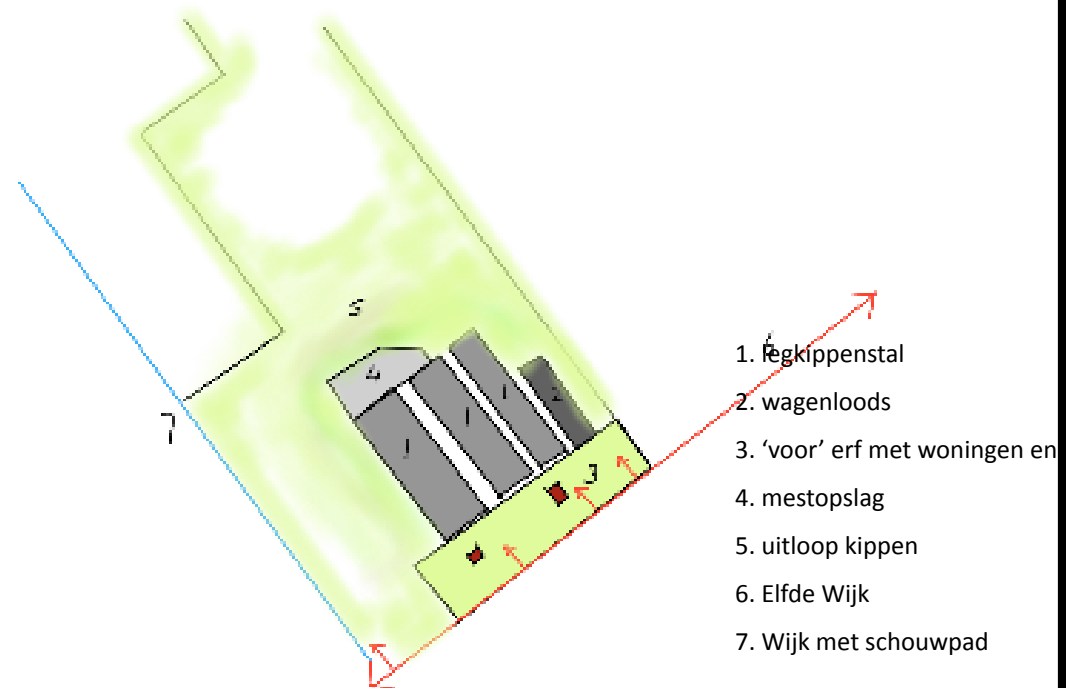 5
6
4
1
1
1
2
7
3
1. legkippenstal
2. wagenloods
3. ‘voor’ erf met woningen en
4. mestopslag
5. uitloop kippen
6. Elfde Wijk
7. Wijk met schouwpad